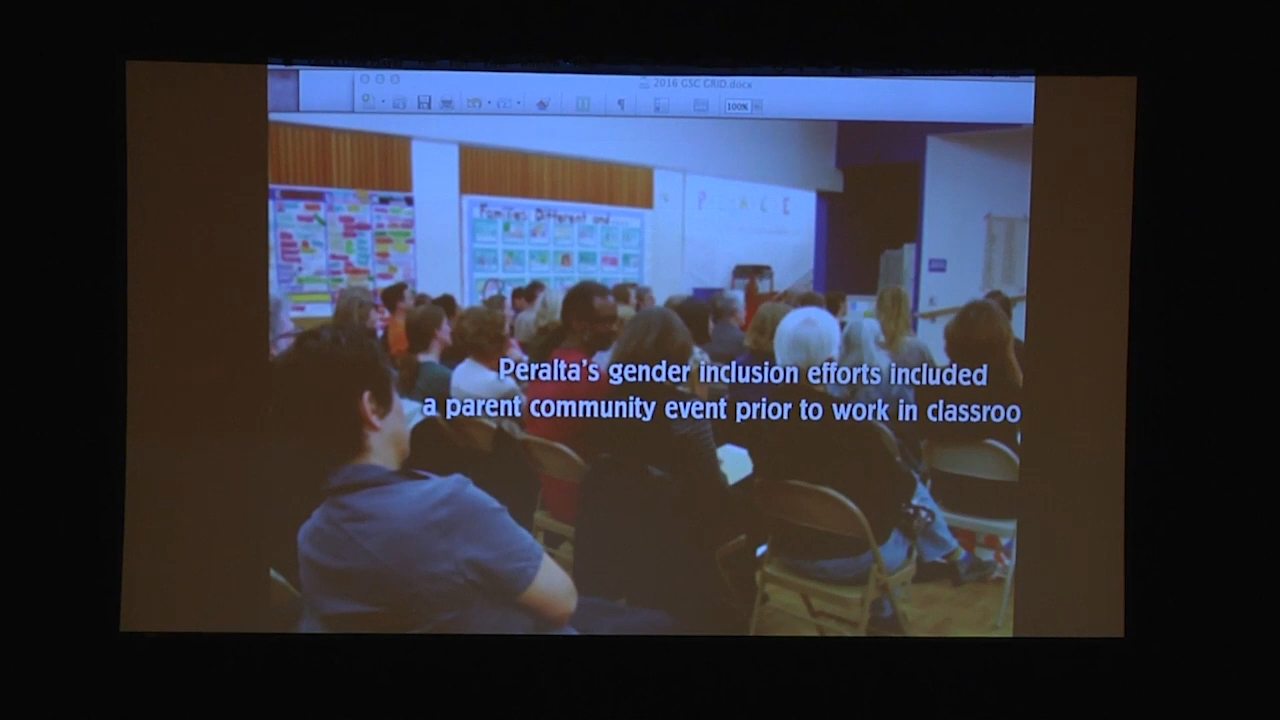 2016 GSC GRID.docx
100%
Families: Different and
P E A C E
Peralta's gender inclusion efforts included
a parent community event prior to work in classroo